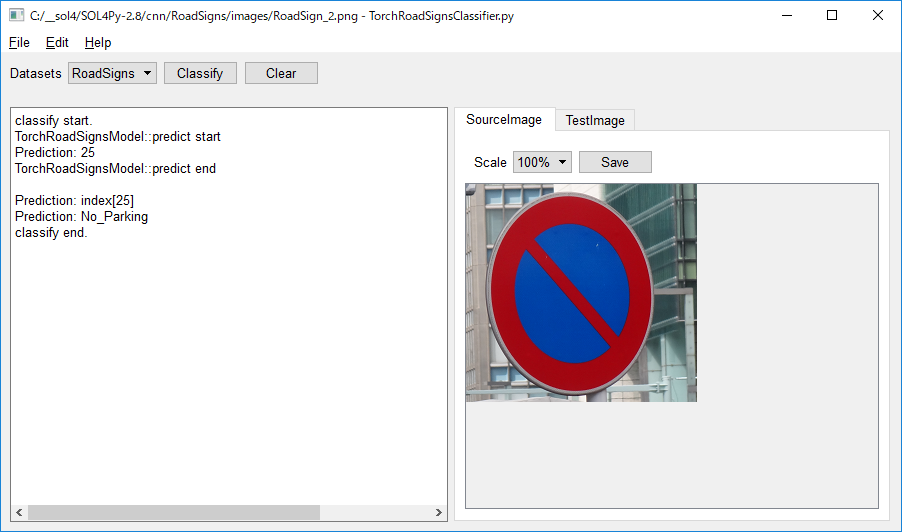 C:/__sol4/SOL4Py-2.8/cnn/RoadSigns/images/RoadSign_2.png - TorchRoadSignsClassifier.py
File Edit Help
Datasets RoadSigns Classify Clear
classify start.
TorchRoadSignsModel::predict start
Prediction: 25
TorchRoadSignsModel::predict end
Prediction: index[25]
Prediction: No_Parking
classify end.
SourceImage TestImage
Scale 100% Save